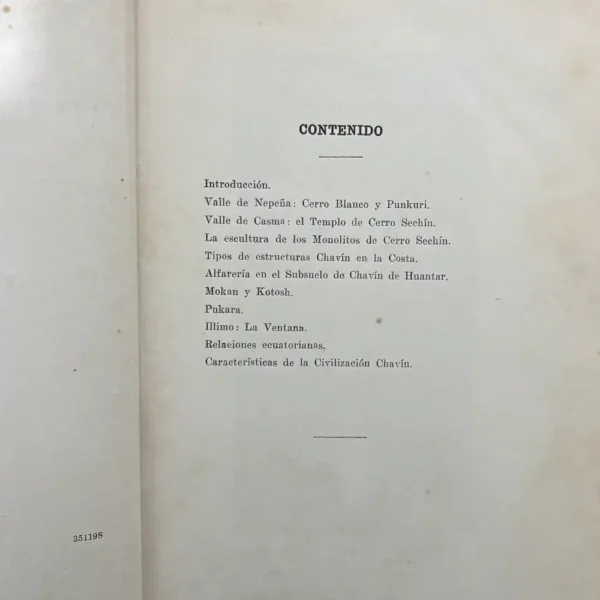 CONTENIDO
Introducción.
Valle de Nepeña: Cerro Blanco y Punkuri.
Valle de Casma: el Templo de Cerro Sechín.
La escultura de los Monolitos de Cerro Sechín.
Tipos de estructuras Chavín en la Costa.
Alfarería en el Subsuelo de Chavín de Huantar.
Mokan y Kotosh.
Pukara.
Illimo: La Ventana.
Relaciones ecuatorianas.
Características de la Civilización Chavín.
351198